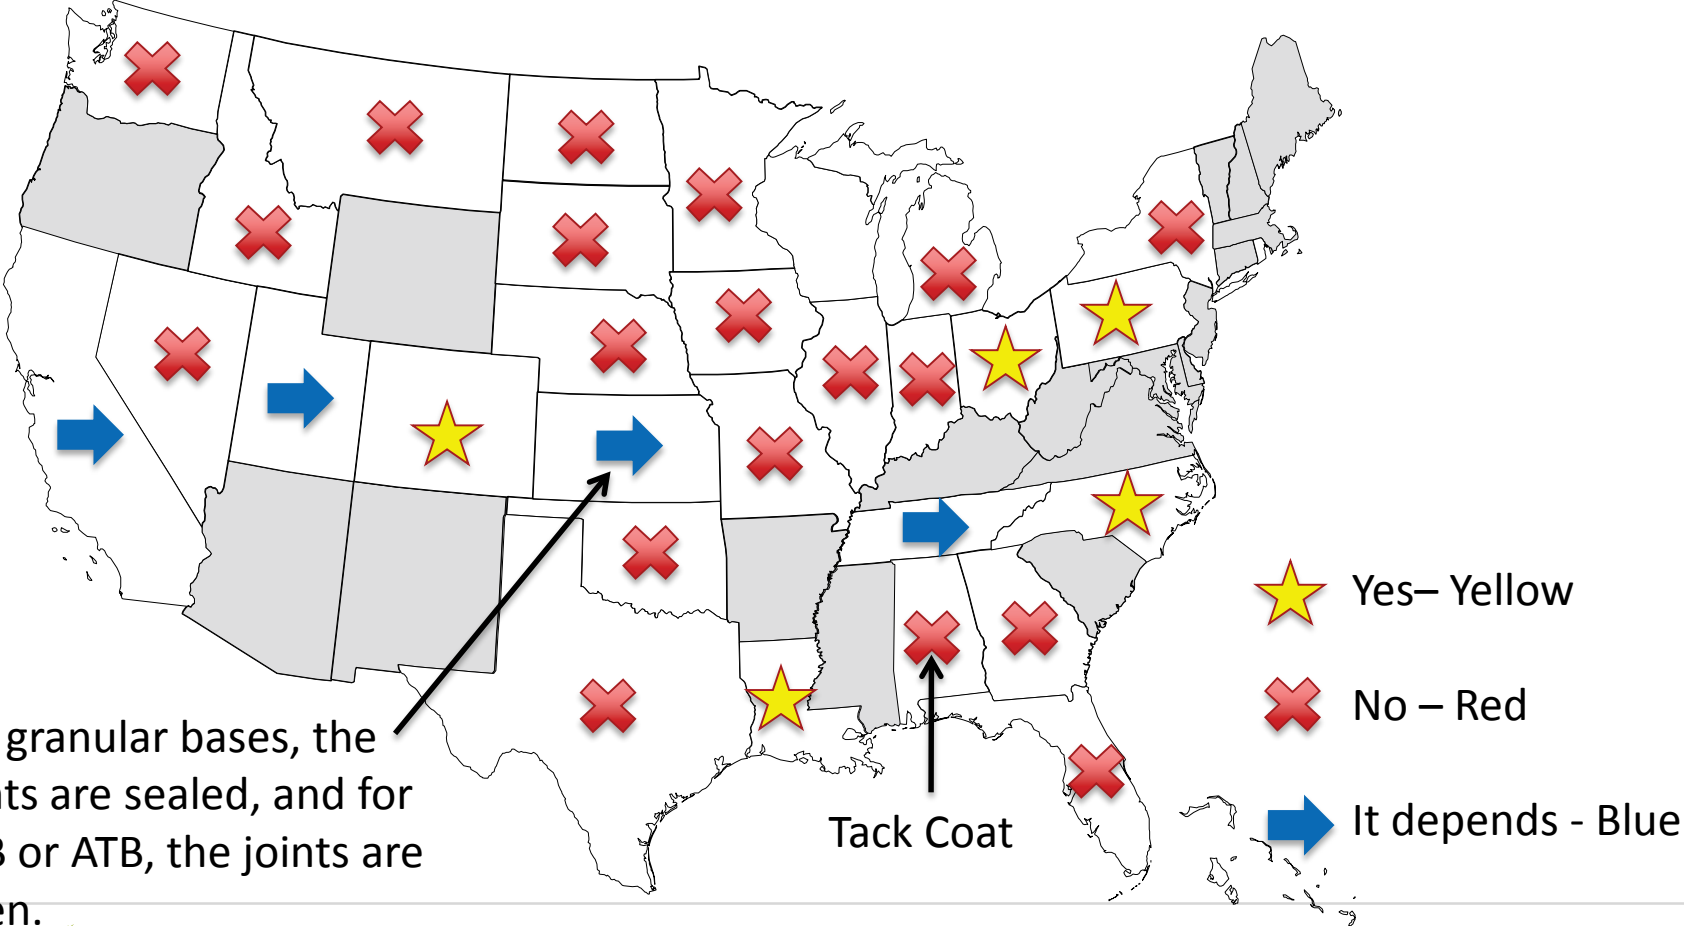 Yes– Yellow
No – Red
It depends - Blue
granular bases, the
are sealed, and for
or ATB, the joints are
Tack Coat